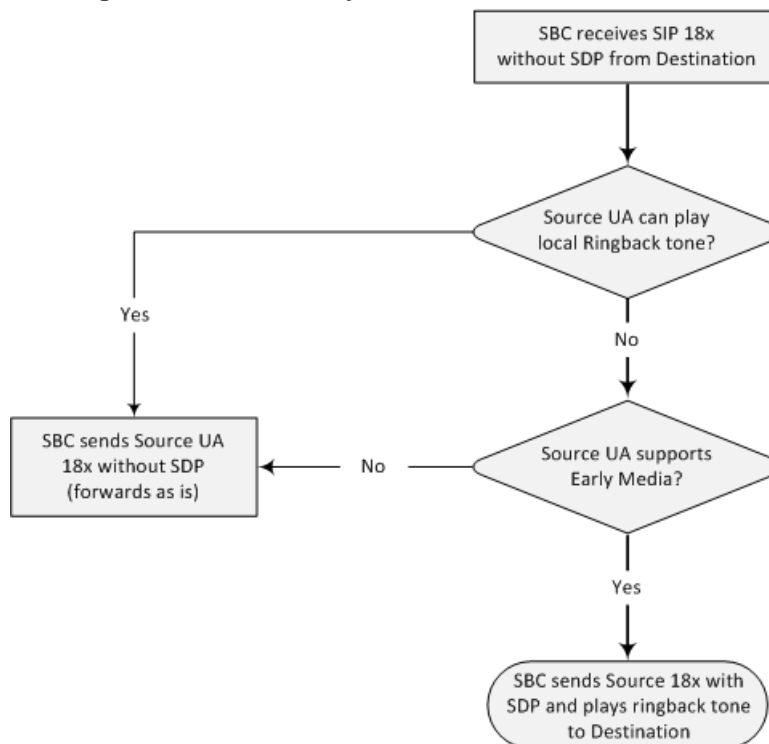 SBC receives SIP 18x
without SDP from Destination
Source UA can play
local Ringback tone?
Yes
No
SBC sends Source UA
18x without SDP
(forwards as is)
No
Source UA supports
Early Media?
Yes
SBC sends Source 18x with
SDP and plays ringback tone
to Destination